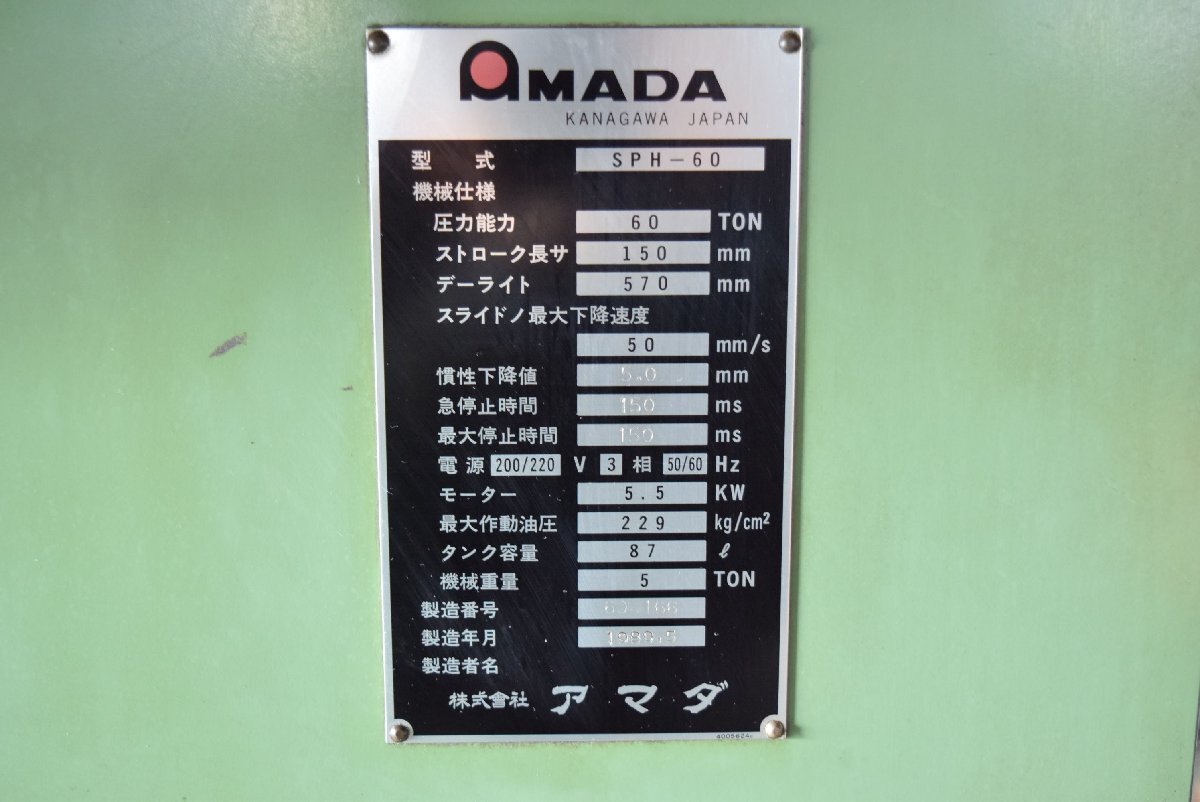 AMADA
KANAGAWA JAPAN
型 式 SPH-60
機械仕様
圧力能力 60 TON
ストローク長サ 150 mm
デーライト 570 mm
スライドノ最大下降速度
50 mm/s
慣性下降値 5.0 mm
急停止時間 150 ms
最大停止時間 150 ms
電源 200/220 V 3 相 50/60 Hz
モーター 5.5 KW
最大作動油圧 229 kg/cm²
タンク容量 87 ℓ
機械重量 5 TON
製造番号
製造年月 1989.5
製造者名
株式會社 アマダ